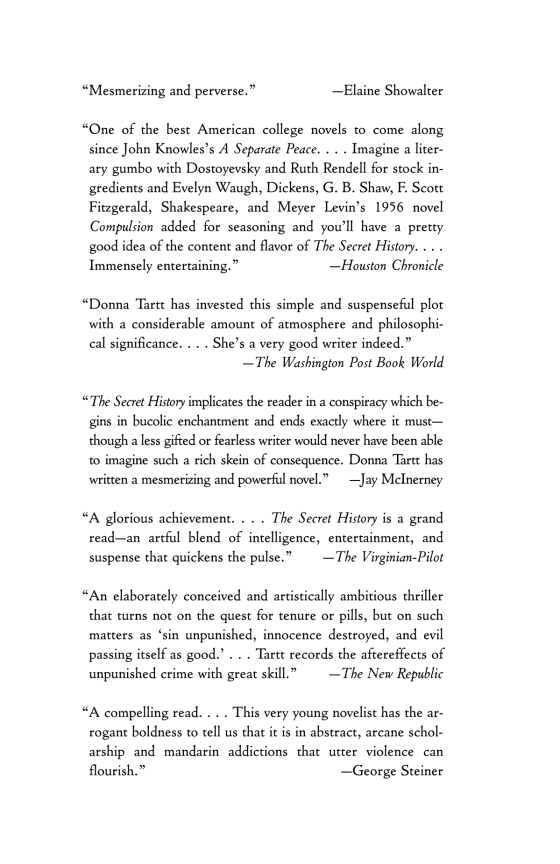 “Mesmerizing and perverse.” —Elaine Showalter
“One of the best American college novels to come along
since John Knowles’s A Separate Peace. . . . Imagine a liter-
ary gumbo with Dostoyevsky and Ruth Rendell for stock in-
gredients and Evelyn Waugh, Dickens, G. B. Shaw, F. Scott
Fitzgerald, Shakespeare, and Meyer Levin’s 1956 novel
Compulsion added for seasoning and you’ll have a pretty
good idea of the content and flavor of The Secret History. . . .
Immensely entertaining.” —Houston Chronicle
“Donna Tartt has invested this simple and suspenseful plot
with a considerable amount of atmosphere and philosophi-
cal significance. . . . She’s a very good writer indeed.”
—The Washington Post Book World
“The Secret History implicates the reader in a conspiracy which be-
gins in bucolic enchantment and ends exactly where it must—
though a less gifted or fearless writer would never have been able
to imagine such a rich skein of consequence. Donna Tartt has
written a mesmerizing and powerful novel.” —Jay McInerney
“A glorious achievement. . . . The Secret History is a grand
read—an artful blend of intelligence, entertainment, and
suspense that quickens the pulse.” —The Virginian-Pilot
“An elaborately conceived and artistically ambitious thriller
that turns not on the quest for tenure or pills, but on such
matters as ‘sin unpunished, innocence destroyed, and evil
passing itself as good.’ . . . Tartt records the aftereffects of
unpunished crime with great skill.” —The New Republic
“A compelling read. . . . This very young novelist has the ar-
rogant boldness to tell us that it is in abstract, arcane schol-
arship and mandarin addictions that utter violence can
flourish.” —George Steiner